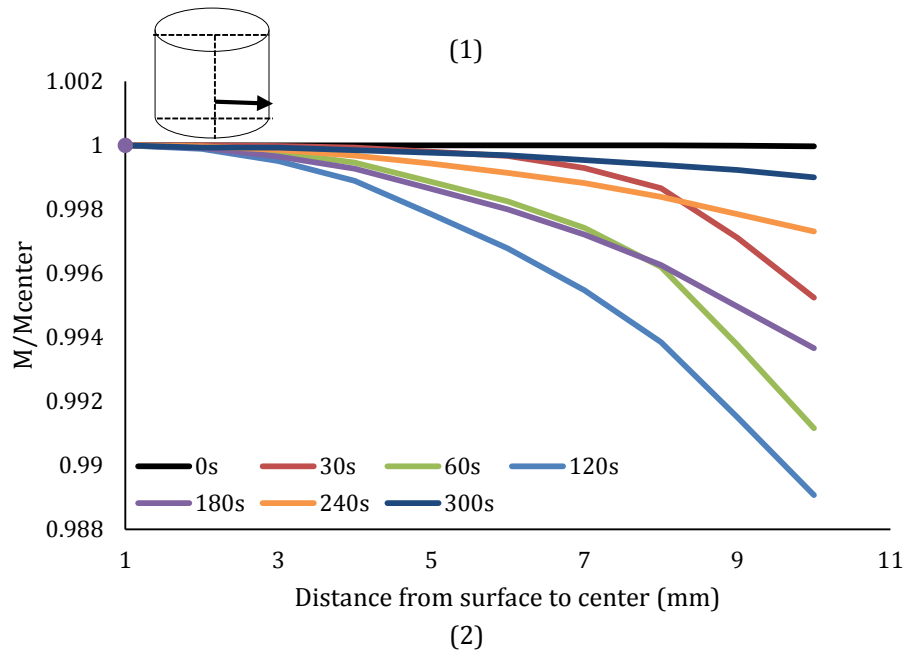 (1)
1.002
1
0.998
0.996
0.994
0.992
0.99
0.988
M/Mcenter
0s 30s 60s 120s
180s 240s 300s
1 3 5 7 9 11
Distance from surface to center (mm)
(2)